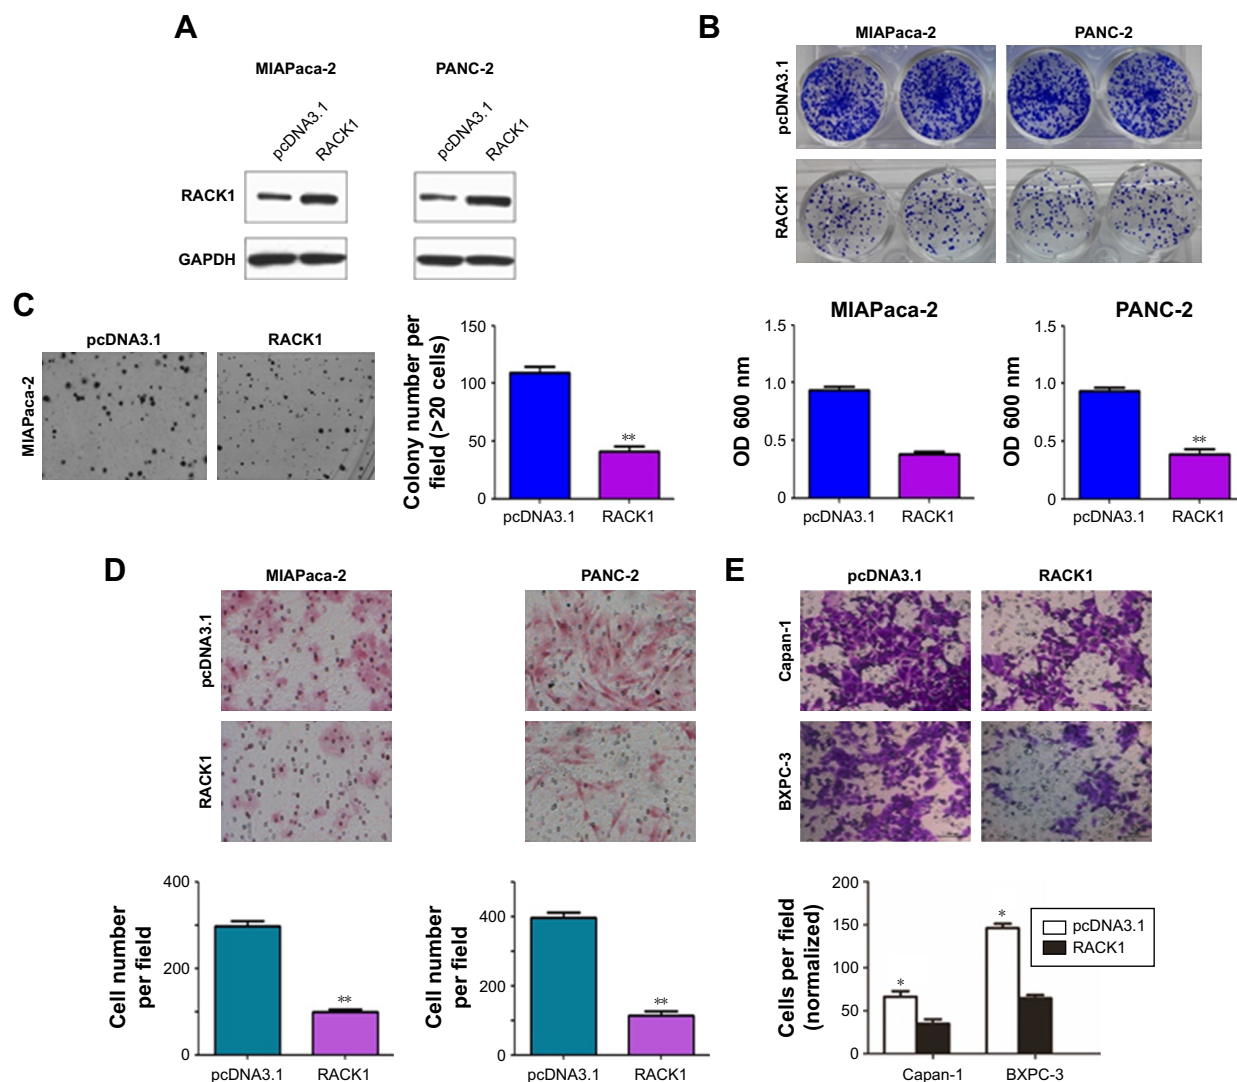 A
MIAPaca-2 PANC-2
pcDNA3.1 RACK1 pcDNA3.1 RACK1
RACK1
GAPDH
B
MIAPaca-2 PANC-2
pcDNA3.1
RACK1
C
pcDNA3.1 RACK1
MIAPaca-2
Colony number per
field (>20 cells)
150
100
50
0
**
pcDNA3.1 RACK1
MIAPaca-2
OD 600 nm
1.5
1.0
0.5
0
pcDNA3.1 RACK1
PANC-2
OD 600 nm
1.5
1.0
0.5
0
**
pcDNA3.1 RACK1
D
MIAPaca-2 PANC-2
pcDNA3.1
RACK1
Cell number
per field
400
200
0
**
pcDNA3.1 RACK1
Cell number
per field
400
200
0
**
pcDNA3.1 RACK1
E
pcDNA3.1 RACK1
Capan-1
BXPC-3
Cells per field
(normalized)
200
150
100
50
0
*
*
pcDNA3.1
RACK1
Capan-1 BXPC-3